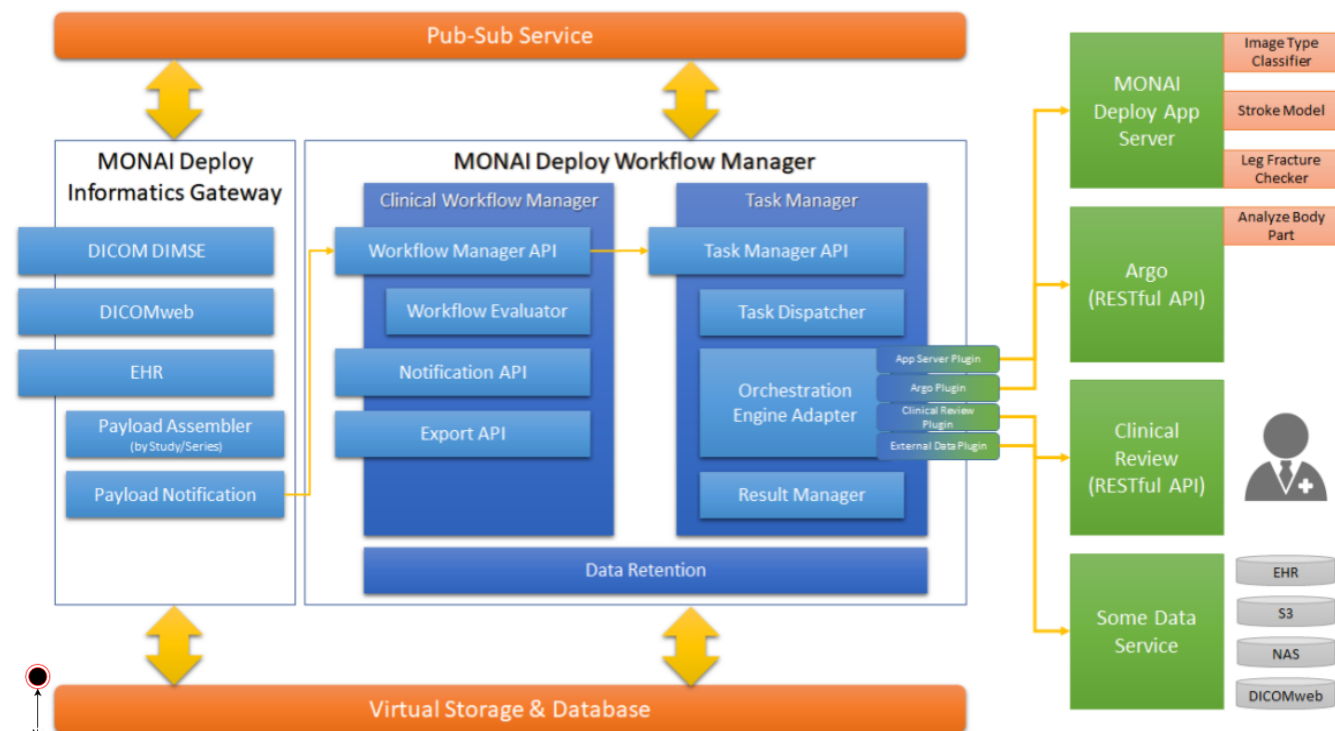 Pub-Sub Service
MONAI Deploy
Informatics Gateway
DICOM DIMSE
DICOMweb
EHR
Payload Assembler
(by Study/Series)
Payload Notification
MONAI Deploy Workflow Manager
Clinical Workflow Manager
Workflow Manager API
Workflow Evaluator
Notification API
Export API
Task Manager
Task Manager API
Task Dispatcher
Orchestration
Engine Adapter
App Server Plugin
Argo Plugin
Clinical Review
Plugin
External Data Plugin
Result Manager
Data Retention
Virtual Storage & Database
MONAI
Deploy App
Server
Image Type
Classifier
Stroke Model
Leg Fracture
Checker
Argo
(RESTful API)
Analyze Body
Part
Clinical
Review
(RESTful API)
Some Data
Service
EHR
S3
NAS
DICOMweb